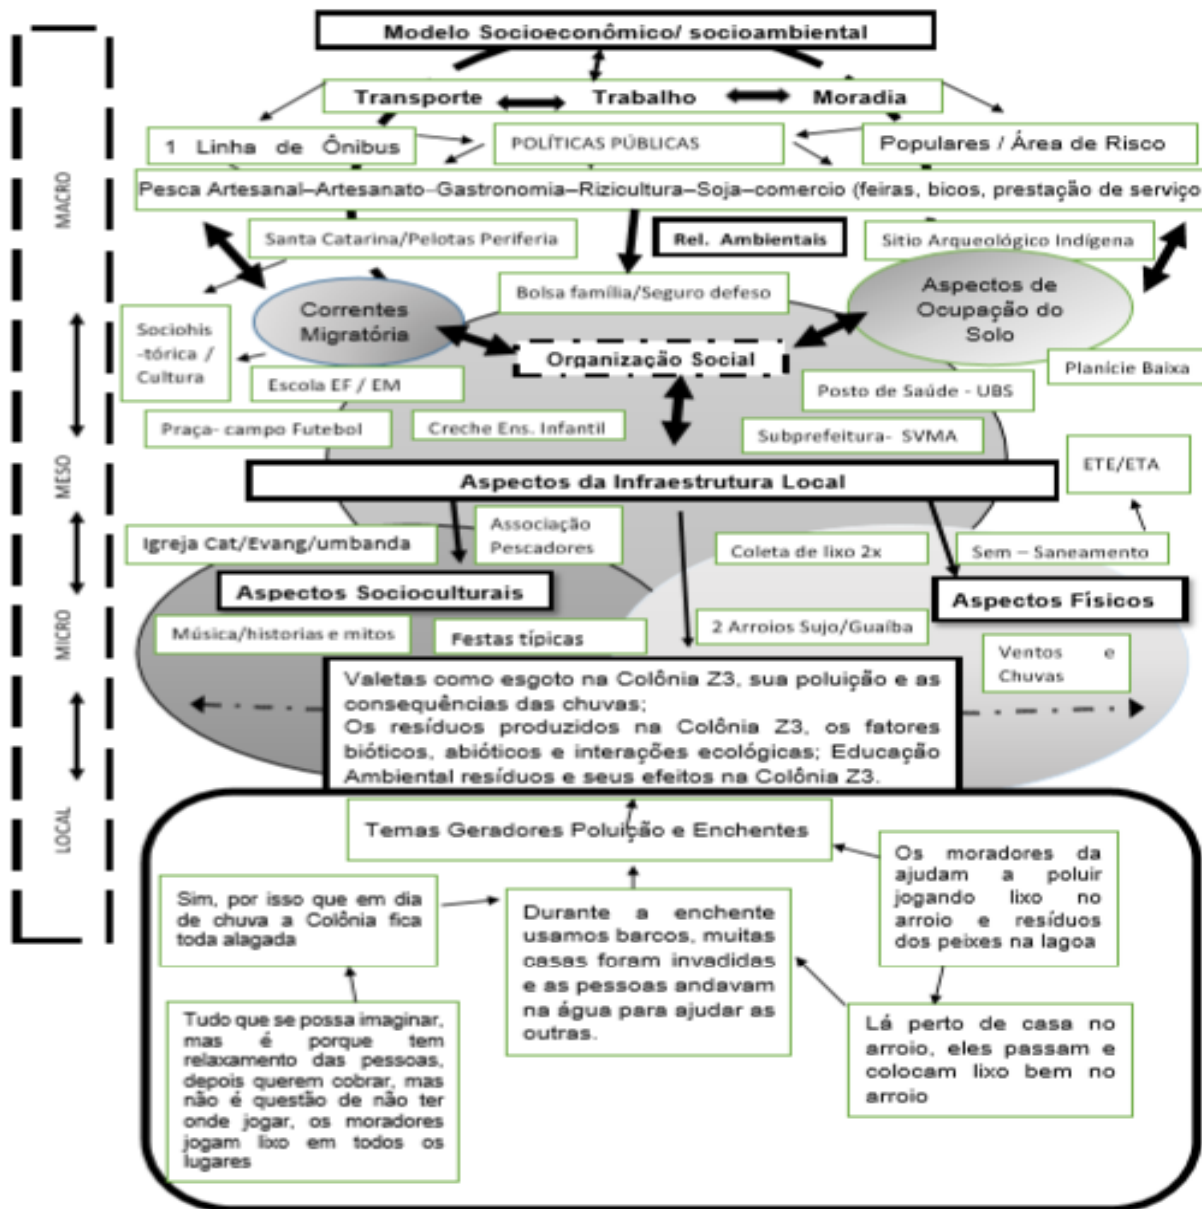 Modelo Socioeconômico/ socioambiental
Transporte
Trabalho
Moradia
1 Linha de Ônibus
POLÍTICAS PÚBLICAS
Populares / Área de Risco
Pesca Artesanal–Artesanato–Gastronomia–Rizicultura–Soja–comercio (feiras, bicos, prestação de serviço
MACRO
Santa Catarina/Pelotas Periferia
Rel. Ambientais
Sitio Arqueológico Indígena
Bolsa família/Seguro defeso
Correntes
Migratória
Aspectos de
Ocupação do
Solo
Sociohis
-tórica /
Cultura
Organização Social
Planície Baixa
Escola EF / EM
Posto de Saúde - UBS
Praça- campo Futebol
Creche Ens. Infantil
Subprefeitura- SVMA
MESO
ETE/ETA
Aspectos da Infraestrutura Local
Igreja Cat/Evang/umbanda
Associação
Pescadores
Coleta de lixo 2x
Sem – Saneamento
Aspectos Socioculturais
Aspectos Físicos
MICRO
Música/historias e mitos
Festas típicas
2 Arroios Sujo/Guaíba
Ventos e
Chuvas
Valetas como esgoto na Colônia Z3, sua poluição e as
consequências das chuvas;
Os resíduos produzidos na Colônia Z3, os fatores
bióticos, abióticos e interações ecológicas; Educação
Ambiental resíduos e seus efeitos na Colônia Z3.
LOCAL
Temas Geradores Poluição e Enchentes
Sim, por isso que em dia
de chuva a Colônia fica
toda alagada
Durante a enchente
usamos barcos, muitas
casas foram invadidas
e as pessoas andavam
na água para ajudar as
outras.
Os moradores da
ajudam a poluir
jogando lixo no
arroio e resíduos
dos peixes na lagoa
Tudo que se possa imaginar,
mas é porque tem
relaxamento das pessoas,
depois querem cobrar, mas
não é questão de não ter
onde jogar, os moradores
jogam lixo em todos os
lugares
Lá perto de casa no
arroio, eles passam e
colocam lixo bem no
arroio